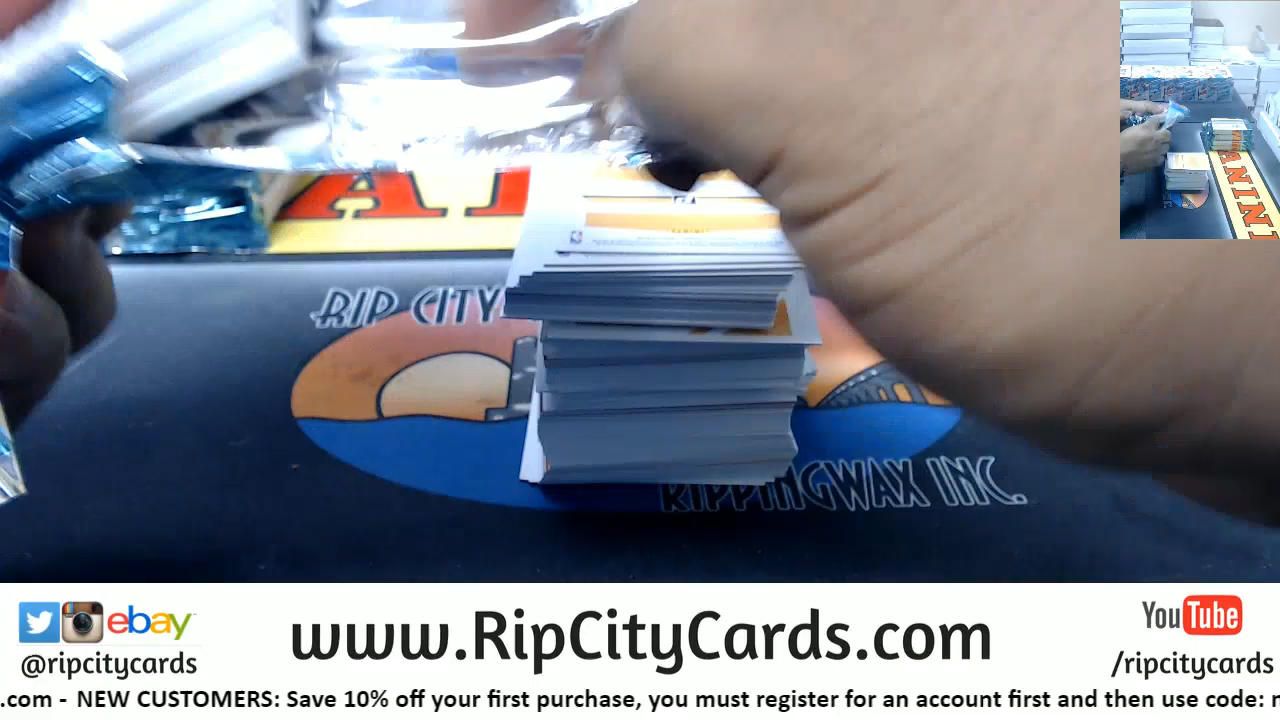 RIP CITY
RIPPINGWAX INC.
PANINI
ebay
@ripcitycards
www.RipCityCards.com
YouTube
/ripcitycards
.com - NEW CUSTOMERS: Save 10% off your first purchase, you must register for an account first and then use code: